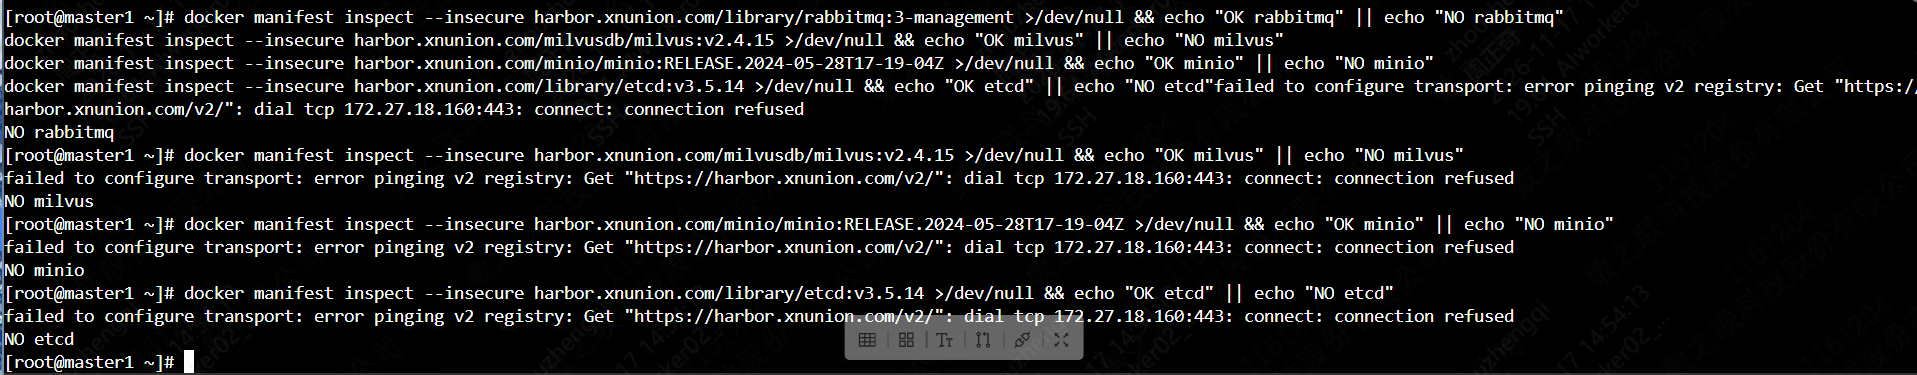 [root@master1 ~]# docker manifest inspect --insecure harbor.xnunion.com/library/rabbitmq:3-management >/dev/null && echo "OK rabbitmq" || echo "NO rabbitmq"
docker manifest inspect --insecure harbor.xnunion.com/milvusdb/milvus:v2.4.15 >/dev/null && echo "OK milvus" || echo "NO milvus"
docker manifest inspect --insecure harbor.xnunion.com/minio/minio:RELEASE.2024-05-28T17-19-04Z >/dev/null && echo "OK minio" || echo "NO minio"
docker manifest inspect --insecure harbor.xnunion.com/library/etcd:v3.5.14 >/dev/null && echo "OK etcd" || echo "NO etcd"failed to configure transport: error pinging v2 registry: Get "https:/
harbor.xnunion.com/v2/": dial tcp 172.27.18.160:443: connect: connection refused
NO rabbitmq
[root@master1 ~]# docker manifest inspect --insecure harbor.xnunion.com/milvusdb/milvus:v2.4.15 >/dev/null && echo "OK milvus" || echo "NO milvus"
failed to configure transport: error pinging v2 registry: Get "https://harbor.xnunion.com/v2/": dial tcp 172.27.18.160:443: connect: connection refused
NO milvus
[root@master1 ~]# docker manifest inspect --insecure harbor.xnunion.com/minio/minio:RELEASE.2024-05-28T17-19-04Z >/dev/null && echo "OK minio" || echo "NO minio"
failed to configure transport: error pinging v2 registry: Get "https://harbor.xnunion.com/v2/": dial tcp 172.27.18.160:443: connect: connection refused
NO minio
[root@master1 ~]# docker manifest inspect --insecure harbor.xnunion.com/library/etcd:v3.5.14 >/dev/null && echo "OK etcd" || echo "NO etcd"
failed to configure transport: error pinging v2 registry: Get "https://harbor.xnunion.com/v2/": dial tcp 172.27.18.160:443: connect: connection refused
NO etcd
[root@master1 ~]#